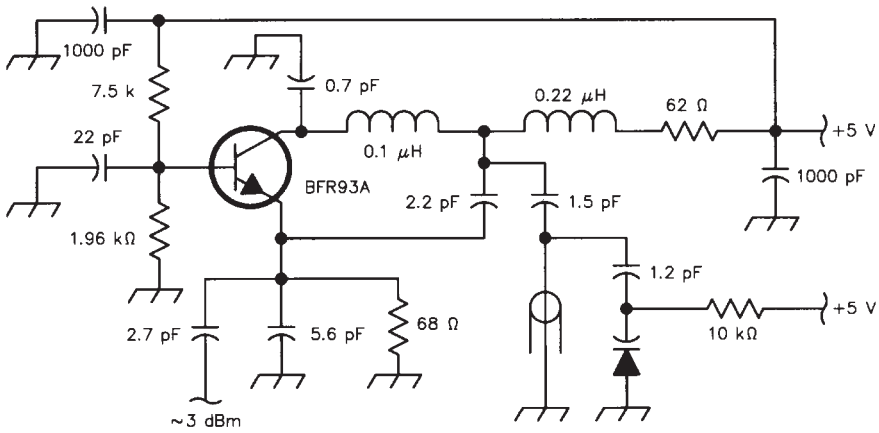 1000 pF
7.5 k
0.7 pF
0.22 μH
62 Ω
+5 V
22 pF
0.1 μH
BFR93A
1000 pF
2.2 pF
1.5 pF
1.96 kΩ
1.2 pF
+5 V
2.7 pF
5.6 pF
68 Ω
10 kΩ
~3 dBm